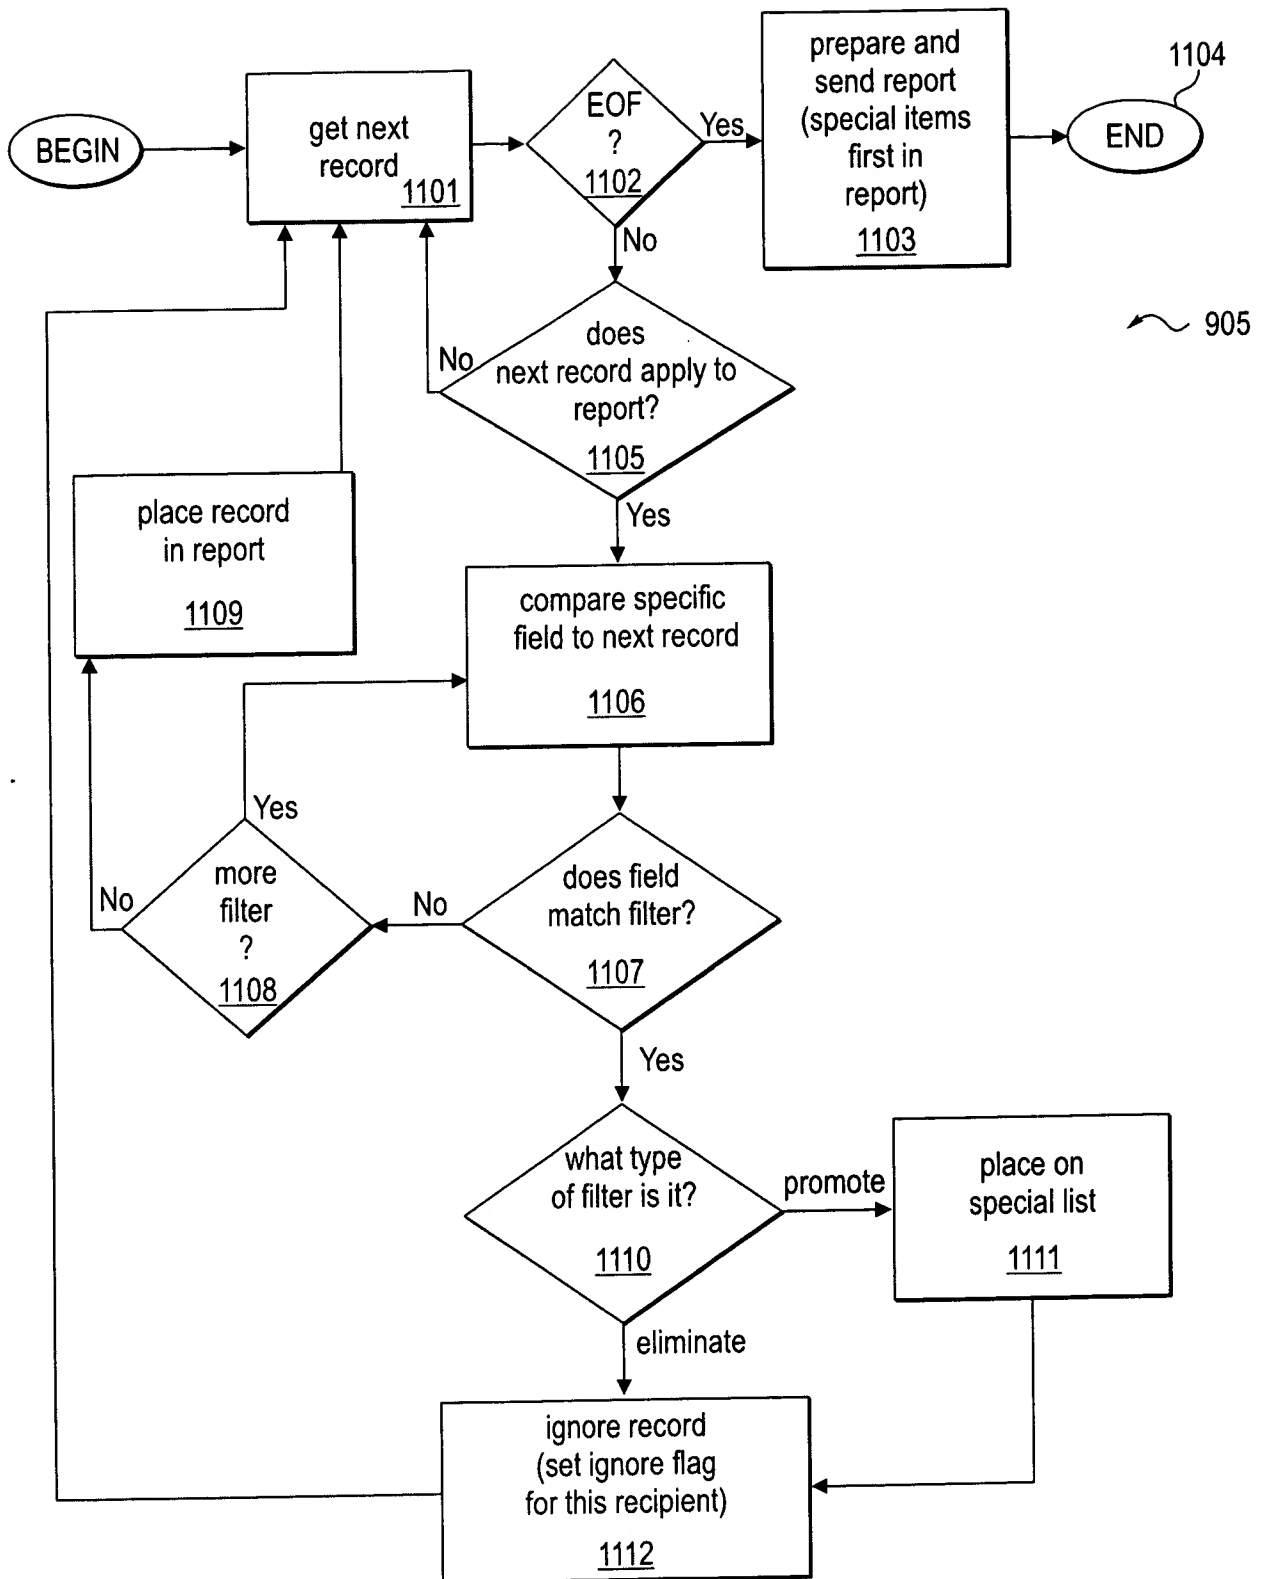 BEGIN
get next
record
1101
EOF
?
1102
Yes
No
prepare and
send report
(special items
first in
report)
1103
1104
END
905
does
next record apply to
report?
1105
No
Yes
place record
in report
1109
compare specific
field to next record
1106
Yes
more
filter
?
1108
No
No
does field
match filter?
1107
Yes
what type
of filter is it?
1110
promote
place on
special list
1111
eliminate
ignore record
(set ignore flag
for this recipient)
1112